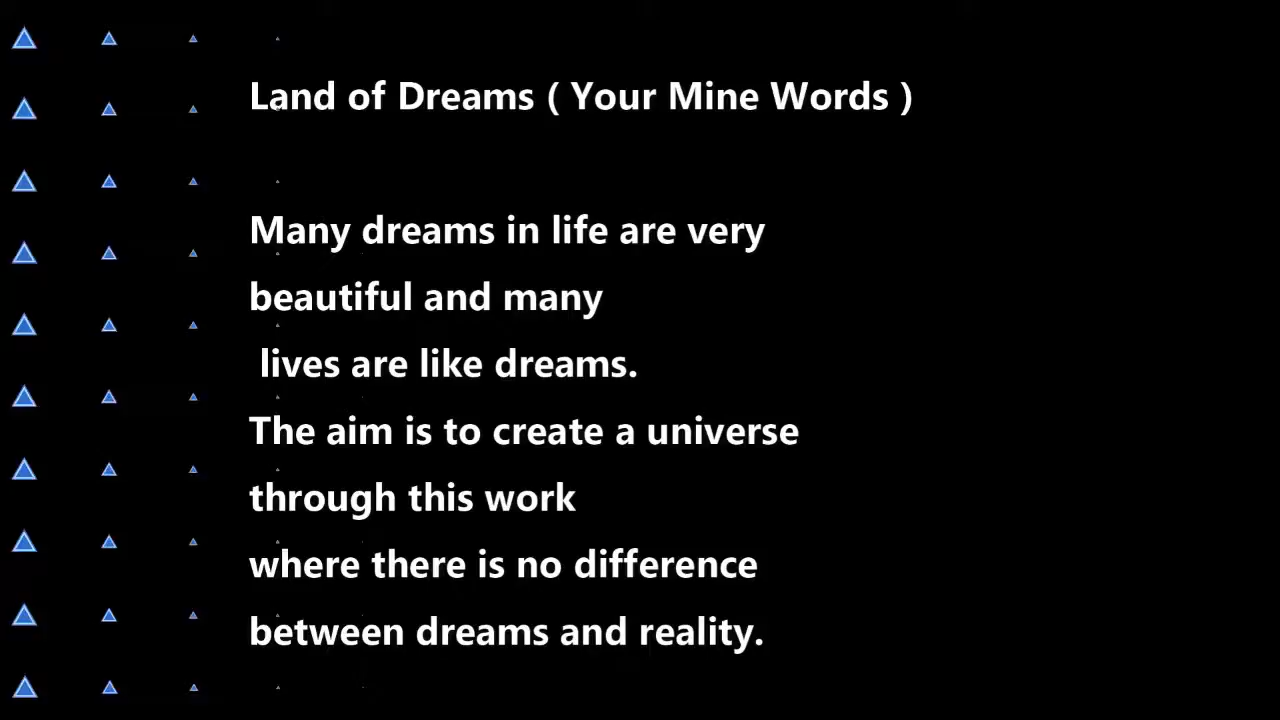 Land of Dreams ( Your Mine Words )
Many dreams in life are very
beautiful and many
lives are like dreams.
The aim is to create a universe
through this work
where there is no difference
between dreams and reality.